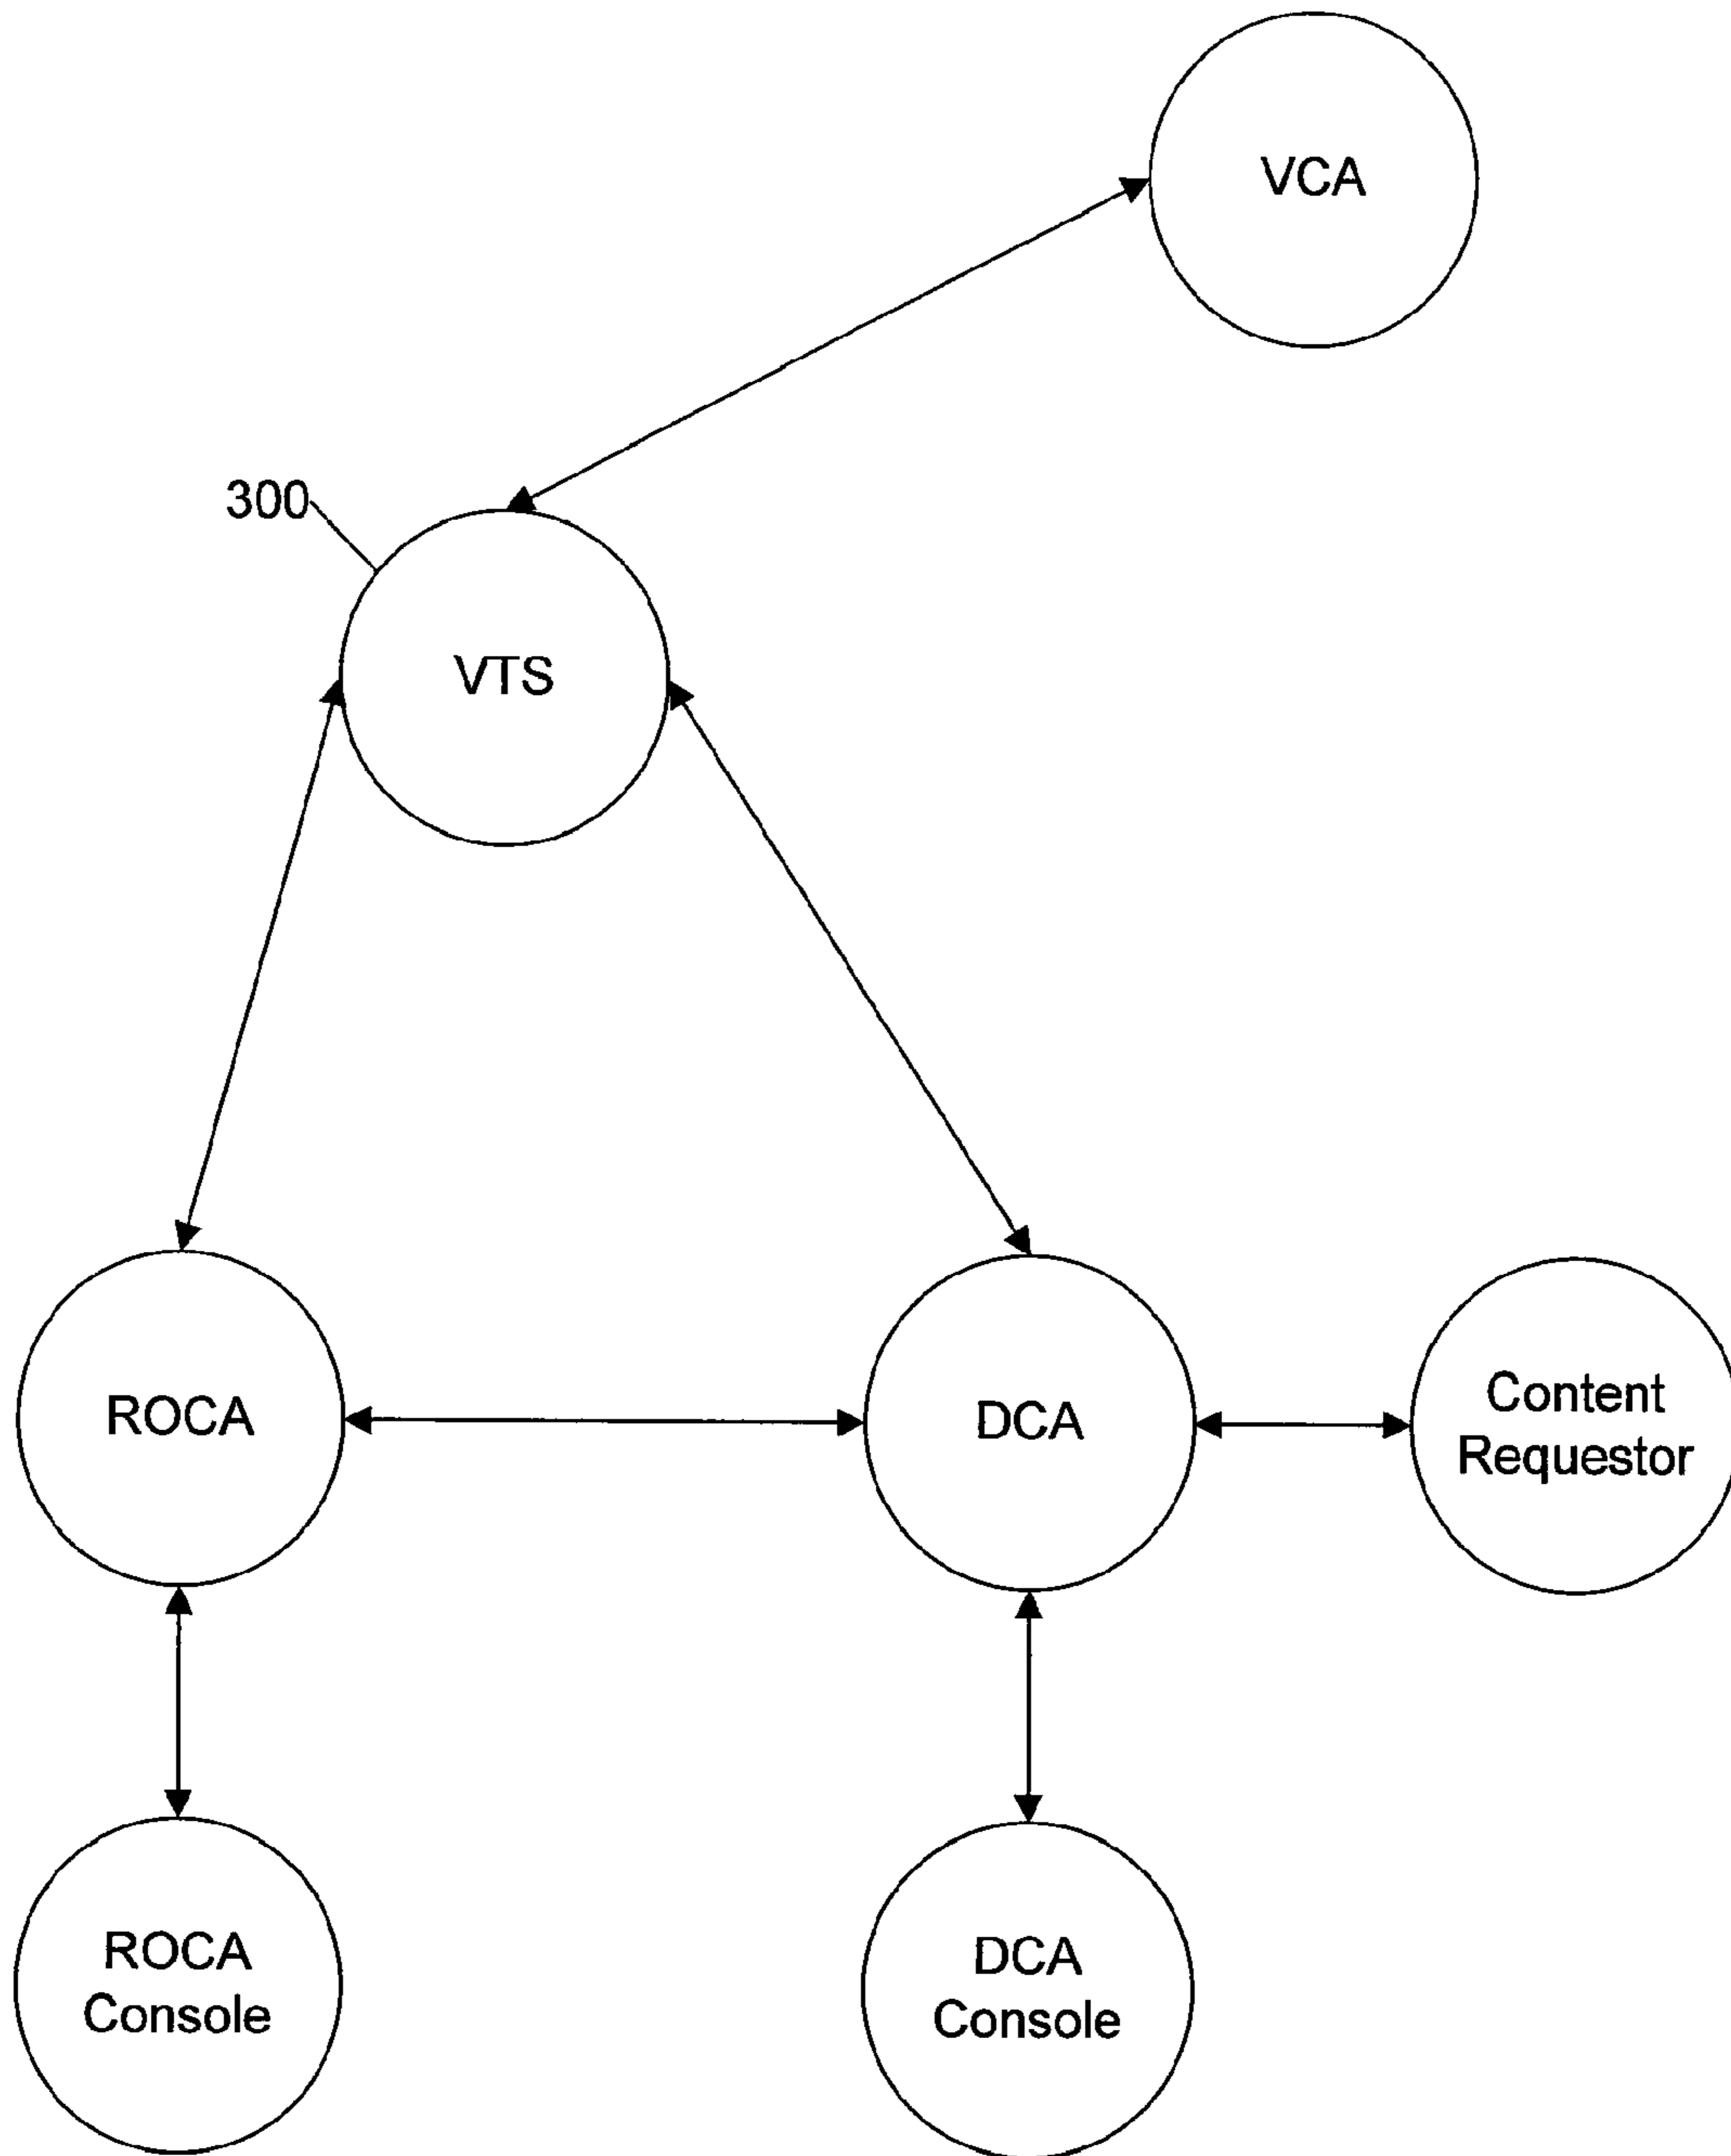 VCA
300
VTS
ROCA
DCA
Content
Requestor
ROCA
Console
DCA
Console